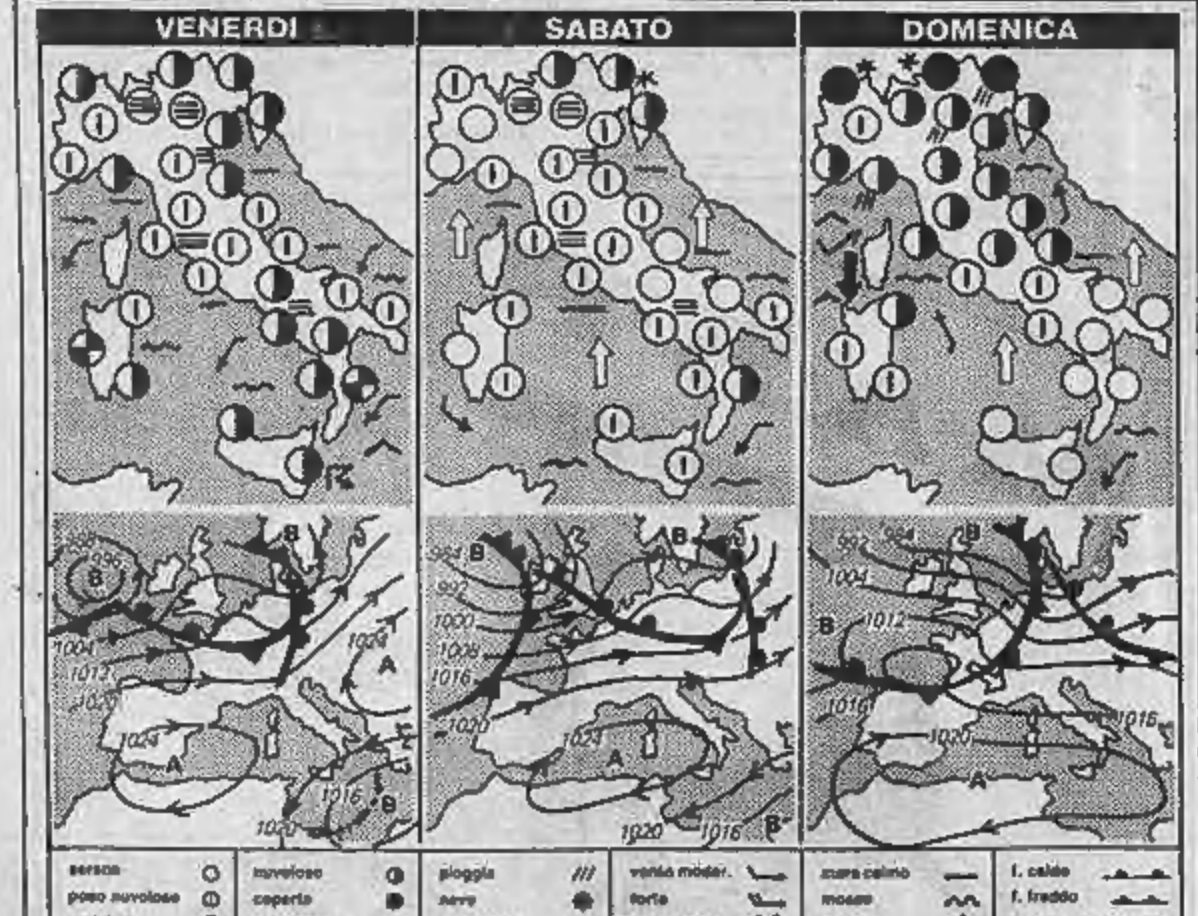 VENERDI
SABATO
DOMENICA
988
996
B
B
1004
1012
1020
1024
A
1024
A
1016
B
1020
984
B
B
992
1000
1008
1016
1020
1024
A
1020
1016
B
992
984
B
1004
B
1012
1016
1016
1020
A
sereno
nuvoloso
pioggia
vento moder.
mare calmo
f. caldo
poco nuvoloso
coperto
neve
forte
mosso
f. freddo